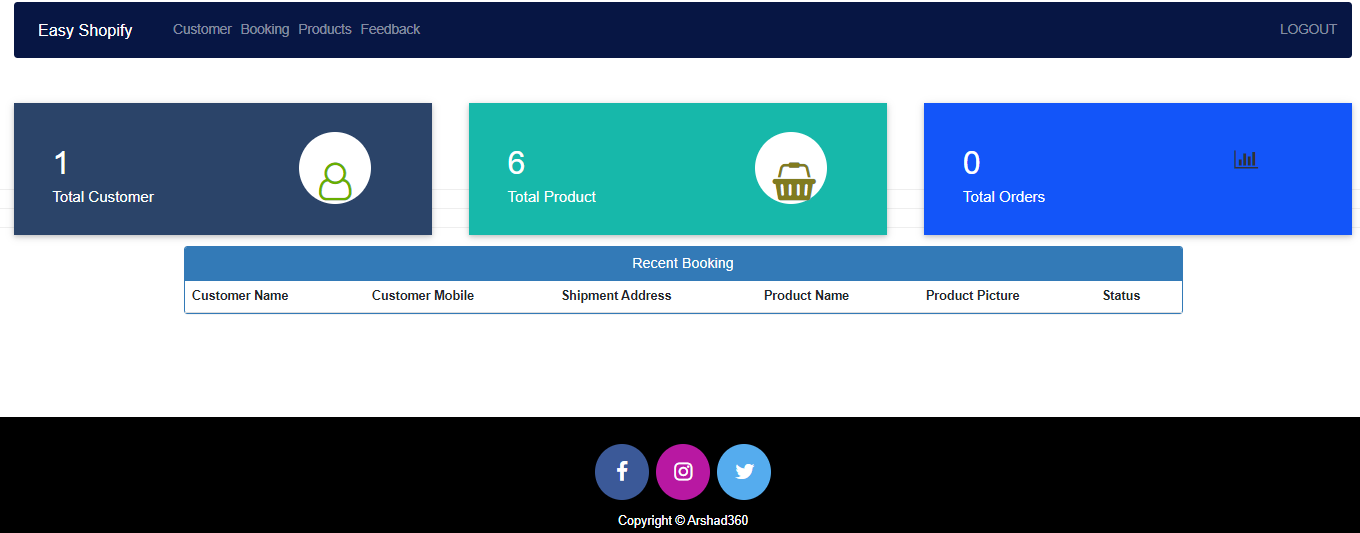 Easy Shopify Customer Booking Products Feedback LOGOUT
1
Total Customer
6
Total Product
0
Total Orders
Recent Booking
Customer Name Customer Mobile Shipment Address Product Name Product Picture Status
Copyright © Arshad360